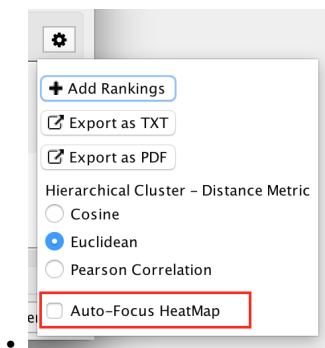 Add Rankings
Export as TXT
Export as PDF
Hierarchical Cluster – Distance Metric
Cosine
Euclidean
Pearson Correlation
Auto-Focus HeatMap